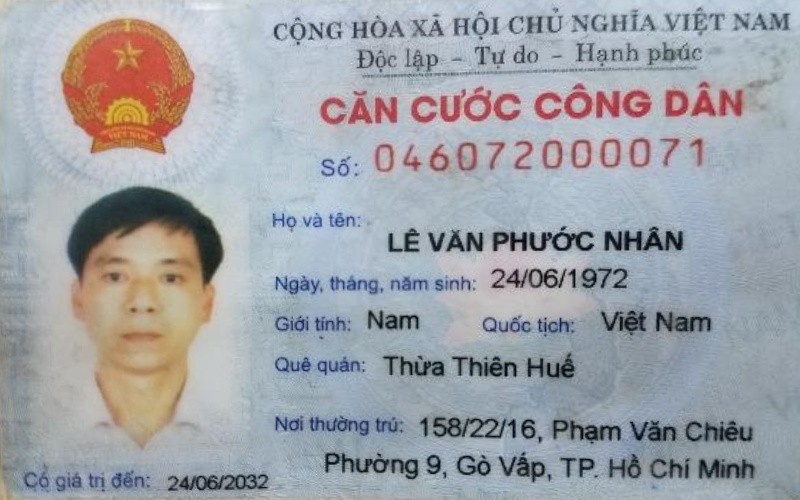 CỘNG HÒA XÃ HỘI CHỦ NGHĨA VIỆT NAM
Độc lập - Tự do - Hạnh phúc
CĂN CƯỚC CÔNG DÂN
Số: 046072000071
Họ và tên:
LÊ VĂN PHƯỚC NHÂN
Ngày, tháng, năm sinh: 24/06/1972
Giới tính: Nam Quốc tịch: Việt Nam
Quê quán: Thừa Thiên Huế
Nơi thường trú: 158/22/16, Phạm Văn Chiêu
Phường 9, Gò Vấp, TP. Hồ Chí Minh
Có giá trị đến: 24/06/2032